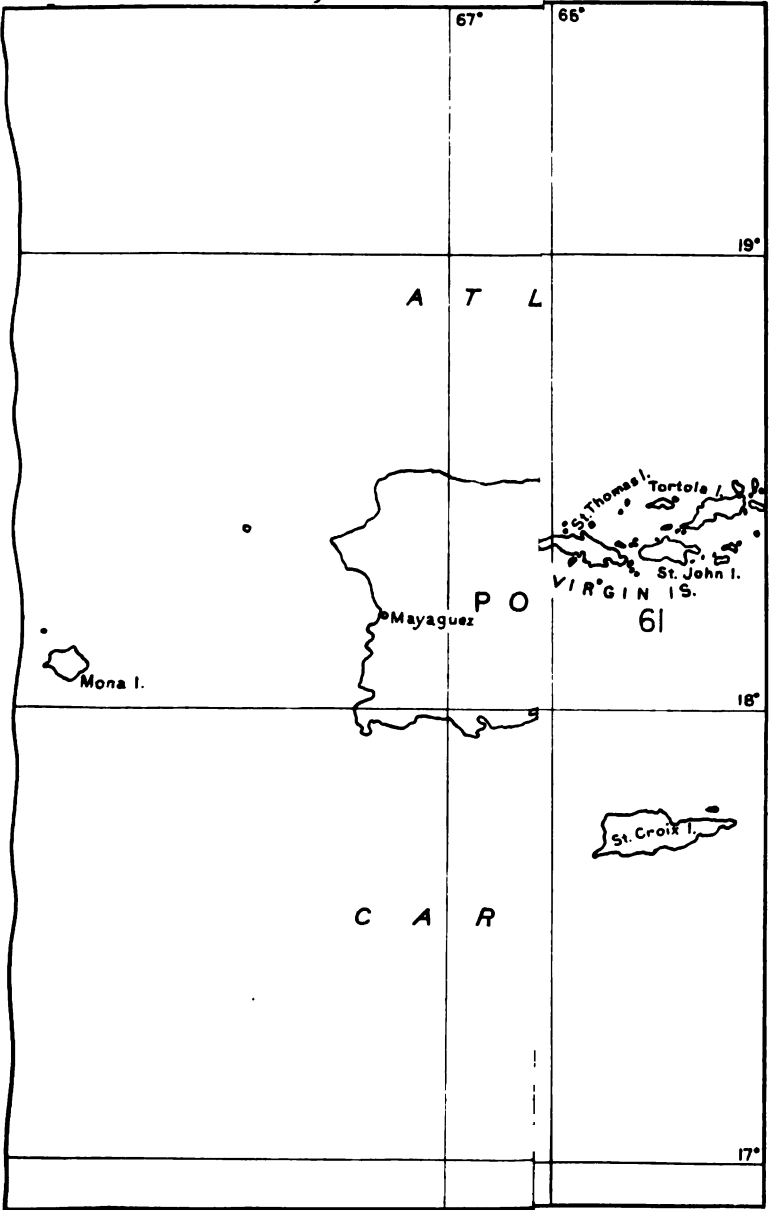 67° 66°
19°
A T L
St. Thomas I.
Tortola I.
St. John I.
VIRGIN IS.
P O
61
Mayaguez
Mona I.
18°
St. Croix I.
C A R
17°